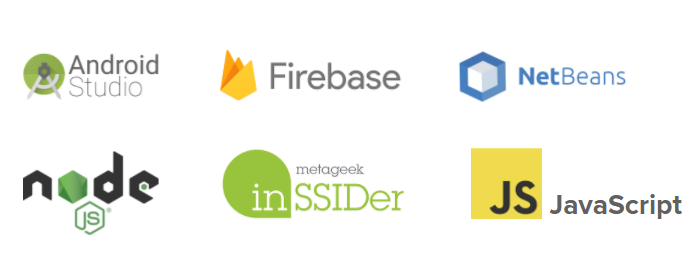 Android
Studio
Firebase
NetBeans
node
JS®
metageek
inSSIDer
JS JavaScript